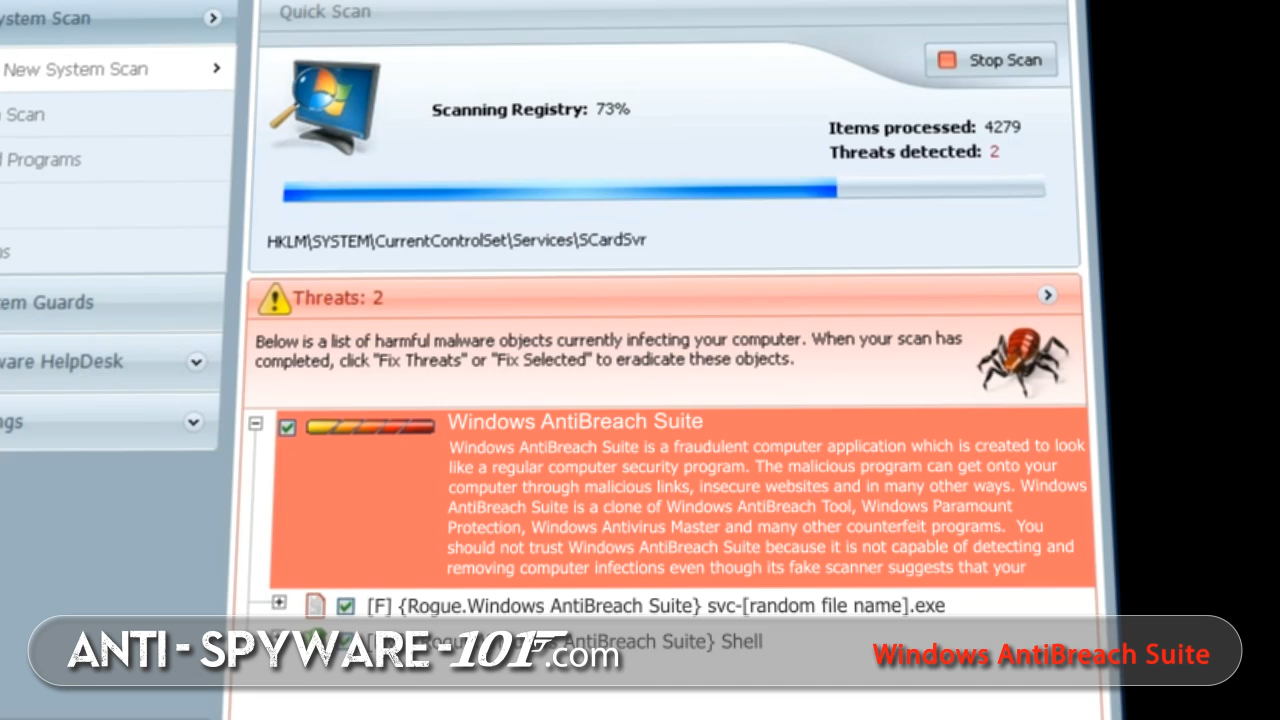 ystem Scan
New System Scan
Scan
Programs
ns
em Guards
ware HelpDesk
ngs
Quick Scan
Stop Scan
Scanning Registry: 73%
Items processed: 4279
Threats detected: 2
HKLM\SYSTEM\CurrentControlSet\Services\SCardSvr
Threats: 2
Below is a list of harmful malware objects currently infecting your computer. When your scan has
completed, click "Fix Threats" or "Fix Selected" to eradicate these objects.
Windows AntiBreach Suite
Windows AntiBreach Suite is a fraudulent computer application which is created to look
like a regular computer security program. The malicious program can get onto your
computer through malicious links, insecure websites and in many other ways. Windows
AntiBreach Suite is a clone of Windows AntiBreach Tool, Windows Paramount
Protection, Windows Antivirus Master and many other counterfeit programs. You
should not trust Windows AntiBreach Suite because it is not capable of detecting and
removing computer infections even though its fake scanner suggests that your
[F] {Rogue.Windows AntiBreach Suite} svc-[random file name].exe
AntiBreach Suite} Shell
ANTI-SPYWARE-101.com
Windows AntiBreach Suite